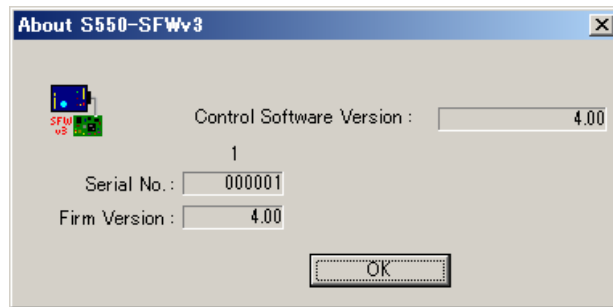 About S550-SFWv3
SFW
v3
Control Software Version : 4.00
1
Serial No. : 000001
Firm Version : 4.00
OK